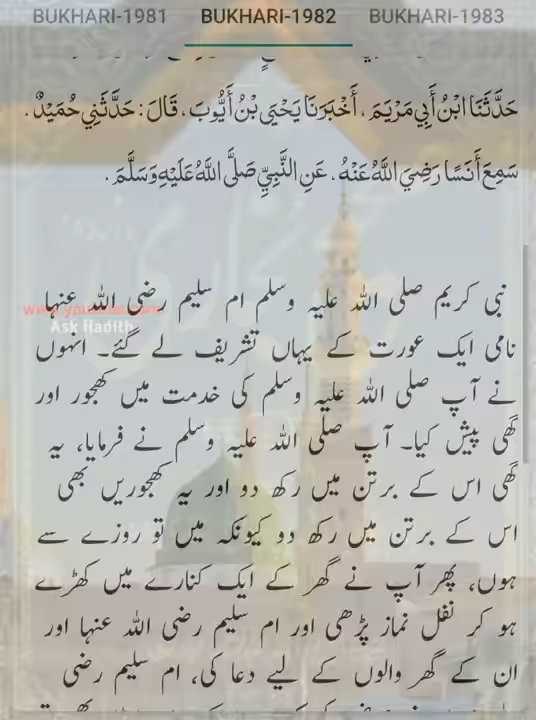 BUKHARI-1981 BUKHARI-1982 BUKHARI-1983
حَدَّثَنَا ابْنُ أَبِي مَرْيَمَ ، أَخْبَرَنَا يَحْيَى بْنُ أَيُّوبَ ، قَالَ : حَدَّثَنِي حُمَيْدٌ ،
سَمِعَ أَنَسًا رَضِيَ اللَّهُ عَنْهُ ، عَنِ النَّبِيِّ صَلَّى اللَّهُ عَلَيْهِ وَسَلَّمَ .
نبی کریم صلی اللہ علیہ وسلم ام سلیم رضی اللہ عنہا
نامی ایک عورت کے یہاں تشریف لے گئے۔ انہوں
نے آپ صلی اللہ علیہ وسلم کی خدمت میں کھجور اور
گھی پیش کیا۔ آپ صلی اللہ علیہ وسلم نے فرمایا، یہ
گھی اس کے برتن میں رکھ دو اور یہ کھجوریں بھی
اس کے برتن میں رکھ دو کیونکہ میں تو روزے سے
ہوں، پھر آپ نے گھر کے ایک کنارے میں کھڑے
ہو کر نفل نماز پڑھی اور ام سلیم رضی اللہ عنہا اور
ان کے گھر والوں کے لیے دعا کی، ام سلیم رضی
Ask Hadith